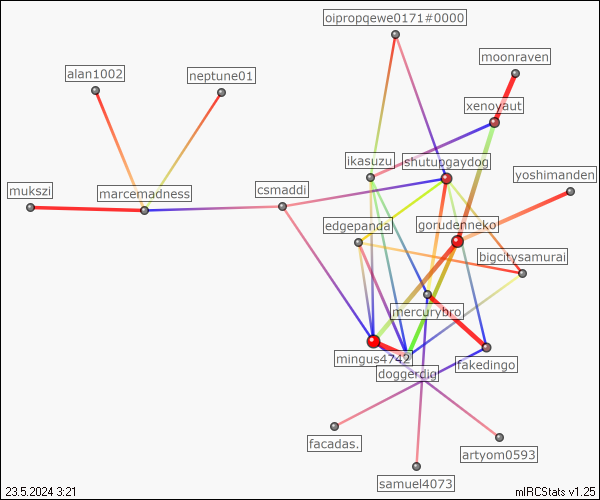 oipropqewe0171#0000
moonraven
alan1002
neptune01
xenoyaut
ikasuzu
shutupgaydog
yoshimanden
mukszi
marcemadness
csmaddi
edgepanda
gorudenneko
bigcitysamurai
mercurybro
mingus4742
fakedingo
doggerdig
facadas.
artyom0593
samuel4073
23.5.2024 3:21
mIRCStats v1.25